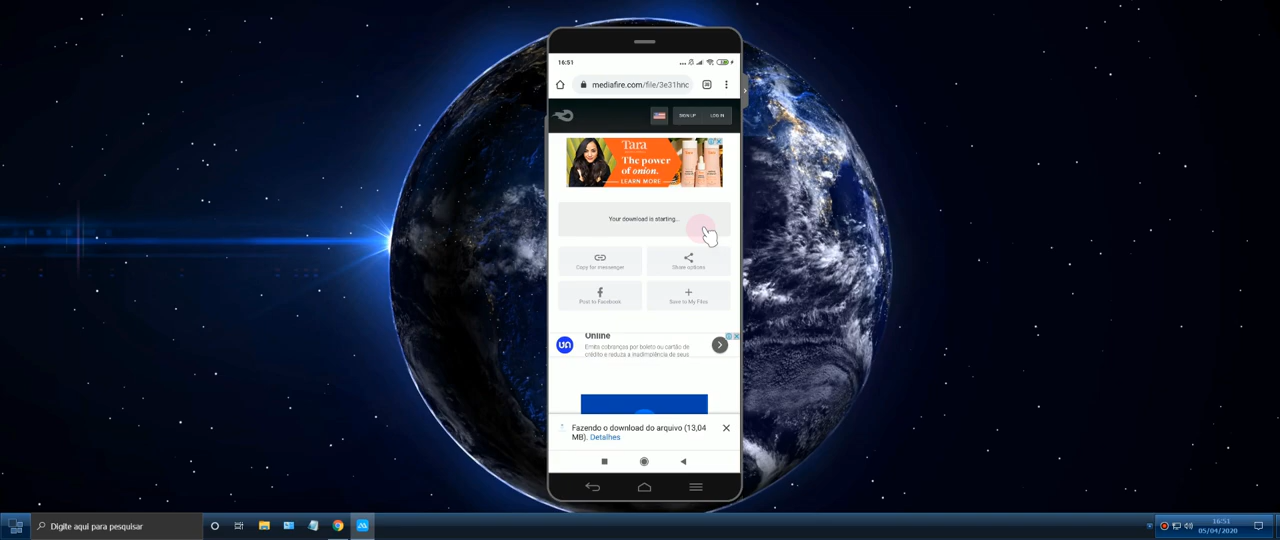 16:51
mediafire.com/file/3e31hnc
SIGN UP
LOG IN
Tara
The power
of onion.
LEARN MORE
Your download is starting...
Copy for messenger
Share options
Post to Facebook
Save to My Files
Online
Emita cobranças por boleto ou cartão de
crédito e reduza a inadimplência de seus
Fazendo o download do arquivo (13,04
MB). Detalhes
Digite aqui para pesquisar
16:51
05/04/2020